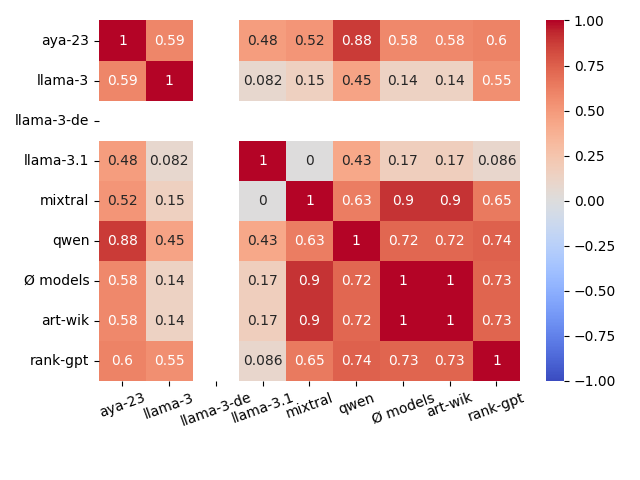 aya-23 1 0.59 0.48 0.52 0.88 0.58 0.58 0.6
llama-3 0.59 1 0.082 0.15 0.45 0.14 0.14 0.55
llama-3-de
llama-3.1 0.48 0.082 1 0 0.43 0.17 0.17 0.086
mixtral 0.52 0.15 0 1 0.63 0.9 0.9 0.65
qwen 0.88 0.45 0.43 0.63 1 0.72 0.72 0.74
Ø models 0.58 0.14 0.17 0.9 0.72 1 1 0.73
art-wik 0.58 0.14 0.17 0.9 0.72 1 1 0.73
rank-gpt 0.6 0.55 0.086 0.65 0.74 0.73 0.73 1
aya-23 llama-3 llama-3-de llama-3.1 mixtral qwen Ø models art-wik rank-gpt
1.00
0.75
0.50
0.25
0.00
−0.25
−0.50
−0.75
−1.00